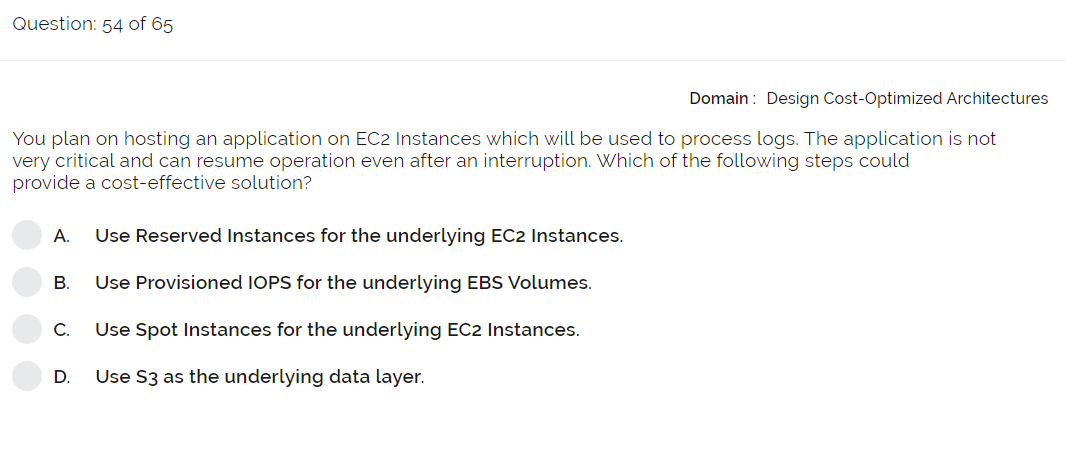 Question: 54 of 65
Domain : Design Cost-Optimized Architectures
You plan on hosting an application on EC2 Instances which will be used to process logs. The application is not
very critical and can resume operation even after an interruption. Which of the following steps could
provide a cost-effective solution?
A. Use Reserved Instances for the underlying EC2 Instances.
B. Use Provisioned IOPS for the underlying EBS Volumes.
C. Use Spot Instances for the underlying EC2 Instances.
D. Use S3 as the underlying data layer.